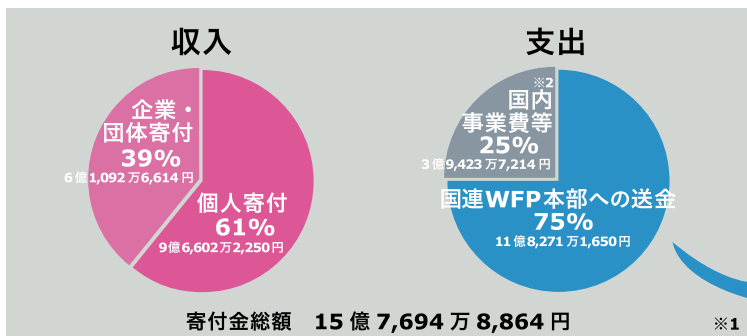 収入
企業・
団体寄付
39%
6億1,092万6,614円
個人寄付
61%
9億6,602万2,250円
支出
※2
国内
事業費等
25%
3億9,423万7,214円
国連WFP本部への送金
75%
11億8,271万1,650円
寄付金総額 15億7,694万8,864円
※1